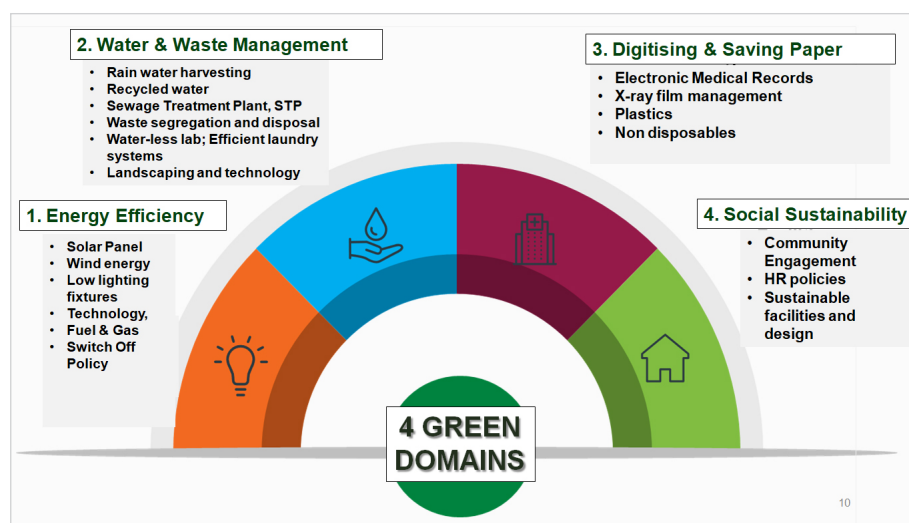 2. Water & Waste Management
• Rain water harvesting
• Recycled water
• Sewage Treatment Plant, STP
• Waste segregation and disposal
• Water-less lab; Efficient laundry
systems
• Landscaping and technology
3. Digitising & Saving Paper
• Electronic Medical Records
• X-ray film management
• Plastics
• Non disposables
1. Energy Efficiency
• Solar Panel
• Wind energy
• Low lighting
fixtures
• Technology,
• Fuel & Gas
• Switch Off
Policy
4. Social Sustainability
• Community
Engagement
• HR policies
• Sustainable
facilities and
design
4 GREEN
DOMAINS
10